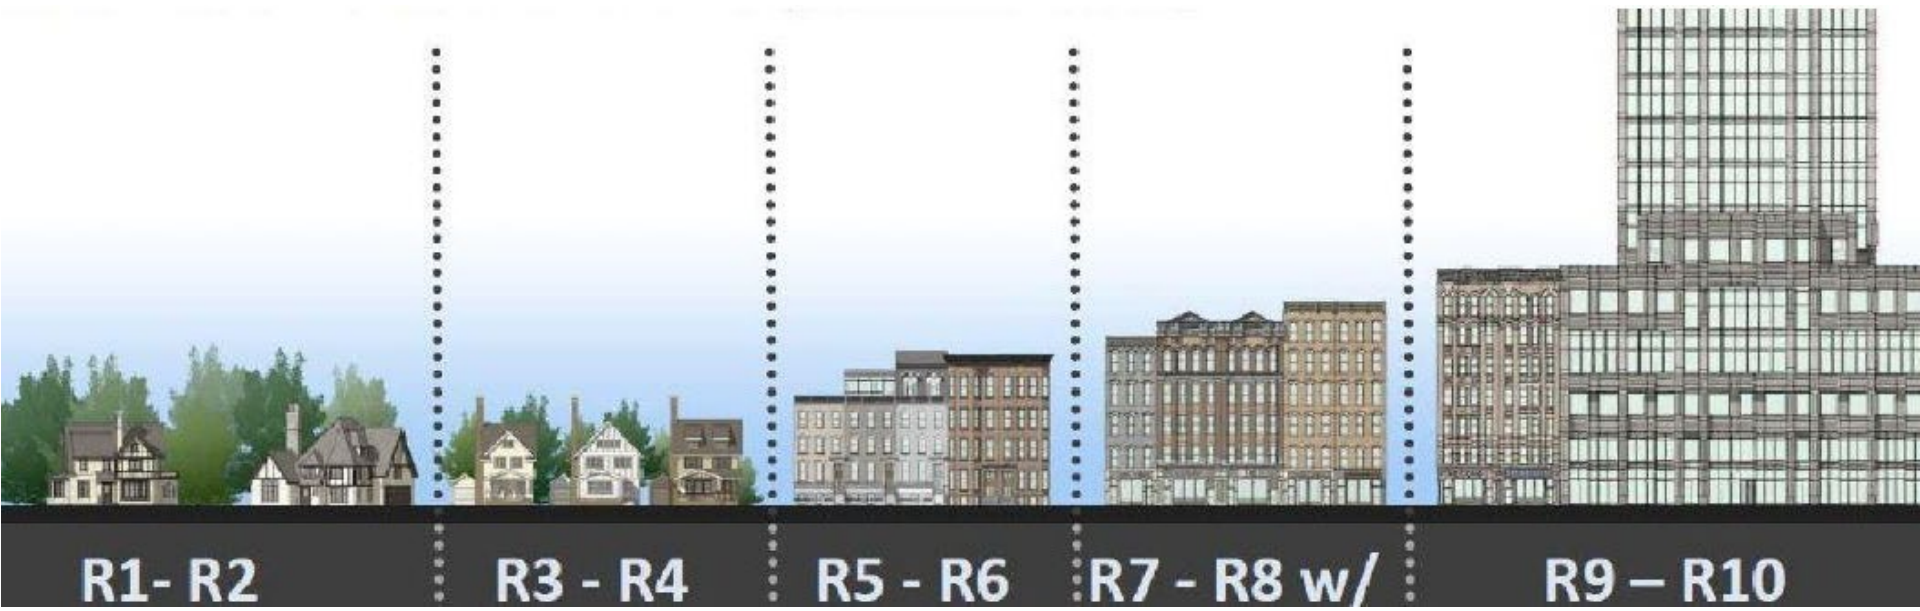 R1- R2
R3 - R4
R5 - R6
R7 - R8 w/
R9 – R10